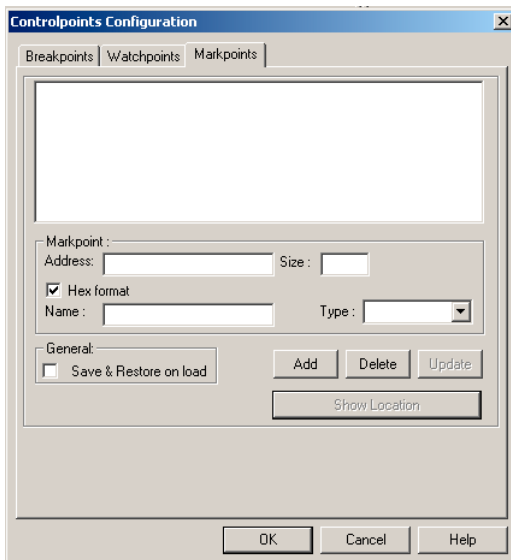 Controlpoints Configuration
Breakpoints Watchpoints Markpoints
Markpoint :
Address: Size :
Hex format
Name : Type :
General:
Save & Restore on load
Add Delete Update
Show Location
OK Cancel Help